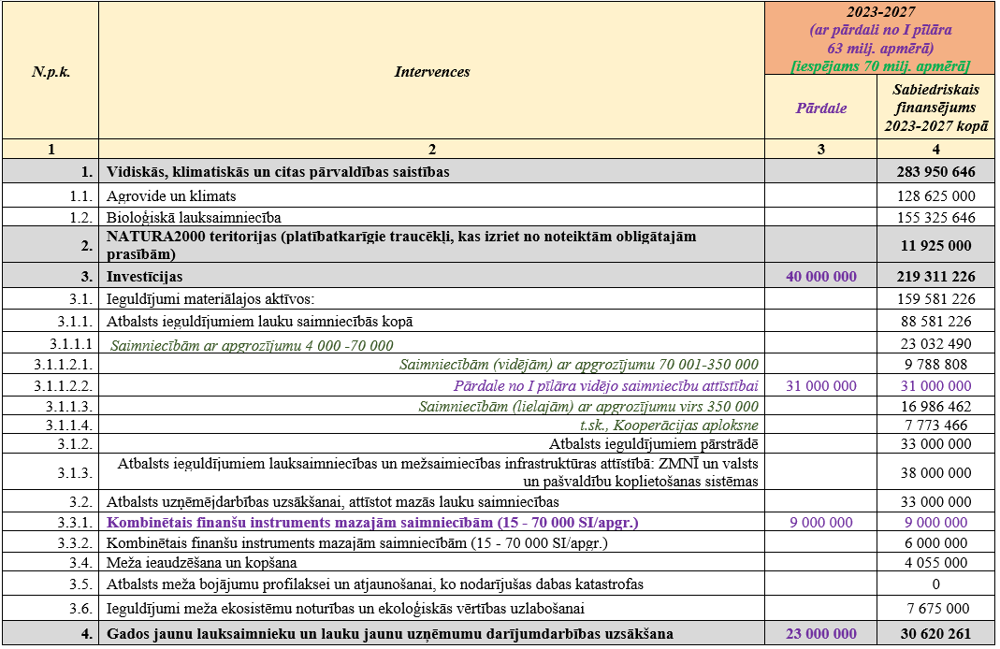 N.p.k.
Intervences
2023-2027
(ar pārdali no I pīlāra
63 milj. apmērā)
[iespējams 70 milj. apmērā]
Pārdale
Sabiedriskais
finansējums
2023-2027 kopā
1 2 3 4
1. Vidiskās, klimatiskās un citas pārvaldības saistības 283 950 646
1.1. Agrovide un klimats 128 625 000
1.2. Bioloģiskā lauksaimniecība 155 325 646
2. NATURA2000 teritorijas (platībatkarīgie traucēkļi, kas izriet no noteiktām obligātajām
prasībām) 11 925 000
3. Investīcijas 40 000 000 219 311 226
3.1. Ieguldījumi materiālajos aktīvos: 159 581 226
3.1.1. Atbalsts ieguldījumiem lauku saimniecībās kopā 88 581 226
3.1.1.1 Saimniecībām ar apgrozījumu 4 000 -70 000 23 032 490
3.1.1.2.1. Saimniecībām (vidējām) ar apgrozījumu 70 001-350 000 9 788 808
3.1.1.2.2. Pārdale no I pīlāra vidējo saimniecību attīstībai 31 000 000 31 000 000
3.1.1.3. Saimniecībām (lielajām) ar apgrozījumu virs 350 000 16 986 462
3.1.1.4. t.sk., Kooperācijas aploksne 7 773 466
3.1.2. Atbalsts ieguldījumiem pārstrādē 33 000 000
3.1.3. Atbalsts ieguldījumiem lauksaimniecības un mežsaimiecības infrastruktūras attīstībā: ZMNĪ un valsts
un pašvaldību koplietošanas sistēmas 38 000 000
3.2. Atbalsts uzņēmējdarbības uzsākšanai, attīstot mazās lauku saimniecības 33 000 000
3.3.1. Kombinētais finanšu instruments mazajām saimniecībām (15 - 70 000 SI/apgr.) 9 000 000 9 000 000
3.3.2. Kombinētais finanšu instruments mazajām saimniecībām (15 - 70 000 SI/apgr.) 6 000 000
3.4. Meža ieaudzēšana un kopšana 4 055 000
3.5. Atbalsts meža bojājumu profilaksei un atjaunošanai, ko nodarījušas dabas katastrofas 0
3.6. Ieguldījumi meža ekosistēmu noturības un ekoloģiskās vērtības uzlabošanai 7 675 000
4. Gados jaunu lauksaimnieku un lauku jaunu uzņēmumu darījumdarbības uzsākšana 23 000 000 30 620 261